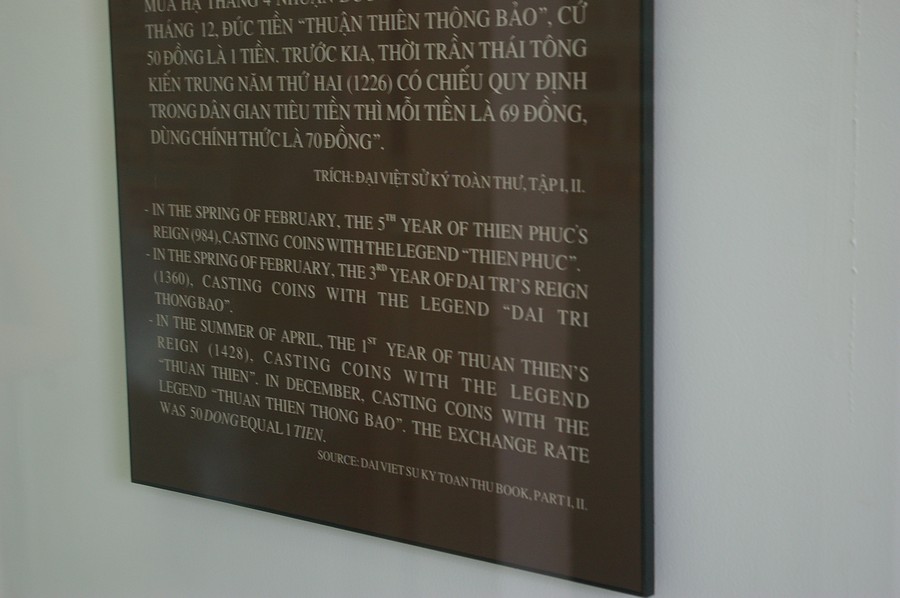 MÙA HẠ THÁNG 4 NHUẬN ĐÚC
THÁNG 12, ĐÚC TIỀN “THUẬN THIÊN THÔNG BẢO”, CỨ
50 ĐỒNG LÀ 1 TIỀN. TRƯỚC KIA, THỜI TRẦN THÁI TÔNG
KIẾN TRUNG NĂM THỨ HAI (1226) CÓ CHIẾU QUY ĐỊNH
TRONG DÂN GIAN TIÊU TIỀN THÌ MỖI TIỀN LÀ 69 ĐỒNG,
DÙNG CHÍNH THỨC LÀ 70 ĐỒNG”.
TRÍCH: ĐẠI VIỆT SỬ KÝ TOÀN THƯ, TẬP I, II.
- IN THE SPRING OF FEBRUARY, THE 5TH YEAR OF THIEN PHUC'S
REIGN (984), CASTING COINS WITH THE LEGEND “THIEN PHUC”.
- IN THE SPRING OF FEBRUARY, THE 3RD YEAR OF DAI TRI'S REIGN
(1360), CASTING COINS WITH THE LEGEND “DAI TRI
THONG BAO”.
- IN THE SUMMER OF APRIL, THE 1ST YEAR OF THUAN THIEN'S
REIGN (1428), CASTING COINS WITH THE LEGEND
“THUAN THIEN”. IN DECEMBER, CASTING COINS WITH THE
LEGEND “THUAN THIEN THONG BAO”. THE EXCHANGE RATE
WAS 50 DONG EQUAL 1 TIEN.
SOURCE: DAI VIET SU KY TOAN THU BOOK, PART I, II.